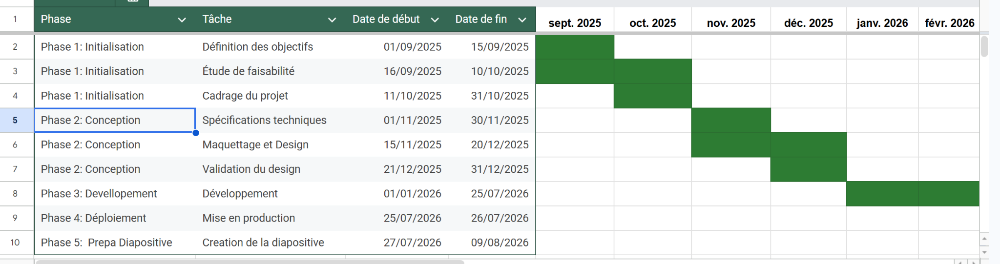 1 Phase Tâche Date de début Date de fin sept. 2025 oct. 2025 nov. 2025 déc. 2025 janv. 2026 févr. 2026
2 Phase 1: Initialisation Définition des objectifs 01/09/2025 15/09/2025
3 Phase 1: Initialisation Étude de faisabilité 16/09/2025 10/10/2025
4 Phase 1: Initialisation Cadrage du projet 11/10/2025 31/10/2025
5 Phase 2: Conception Spécifications techniques 01/11/2025 30/11/2025
6 Phase 2: Conception Maquettage et Design 15/11/2025 20/12/2025
7 Phase 2: Conception Validation du design 21/12/2025 31/12/2025
8 Phase 3: Devellopement Développement 01/01/2026 25/07/2026
9 Phase 4: Déploiement Mise en production 25/07/2026 26/07/2026
10 Phase 5:  Prepa Diapositive Creation de la diapositive 27/07/2026 09/08/2026